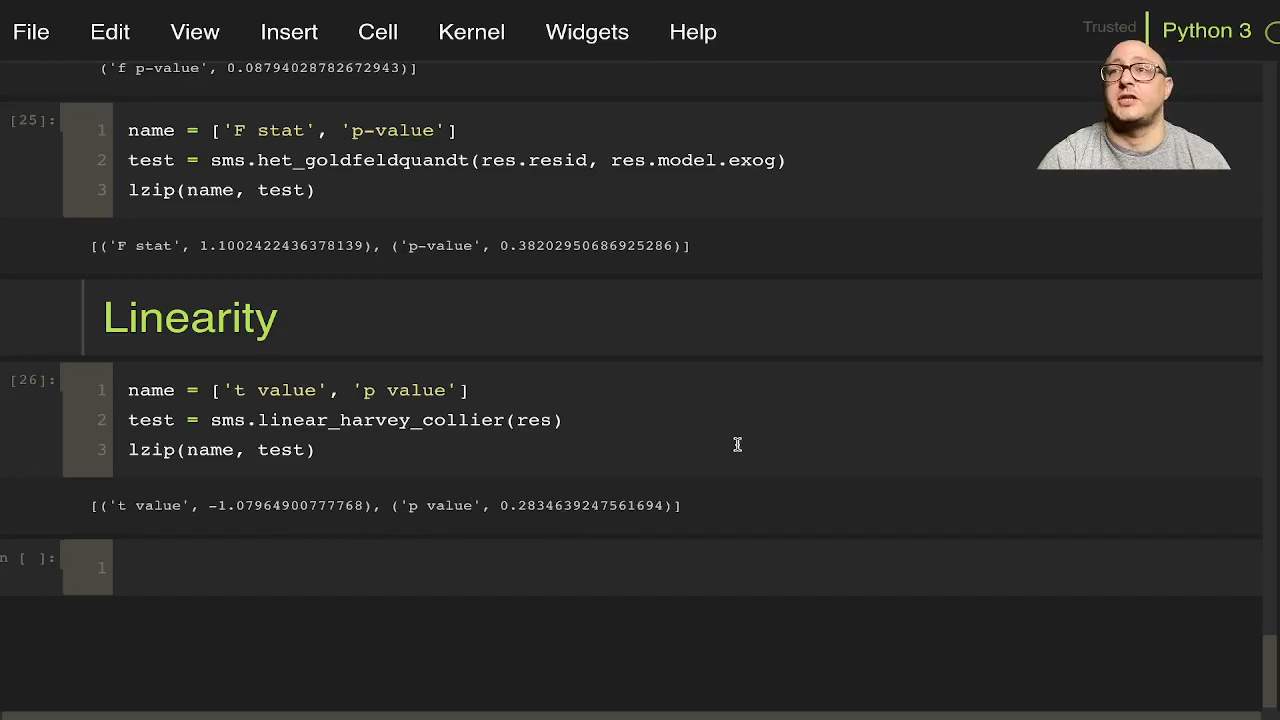 File Edit View Insert Cell Kernel Widgets Help Trusted Python 3
('f p-value', 0.08794028782672943)]
[25]:
1 name = ['F stat', 'p-value']
2 test = sms.het_goldfeldquandt(res.resid, res.model.exog)
3 lzip(name, test)
[('F stat', 1.1002422436378139), ('p-value', 0.38202950686925286)]
Linearity
[26]:
1 name = ['t value', 'p value']
2 test = sms.linear_harvey_collier(res)
3 lzip(name, test)
[('t value', -1.07964900777768), ('p value', 0.2834639247561694)]
n [ ]:
1